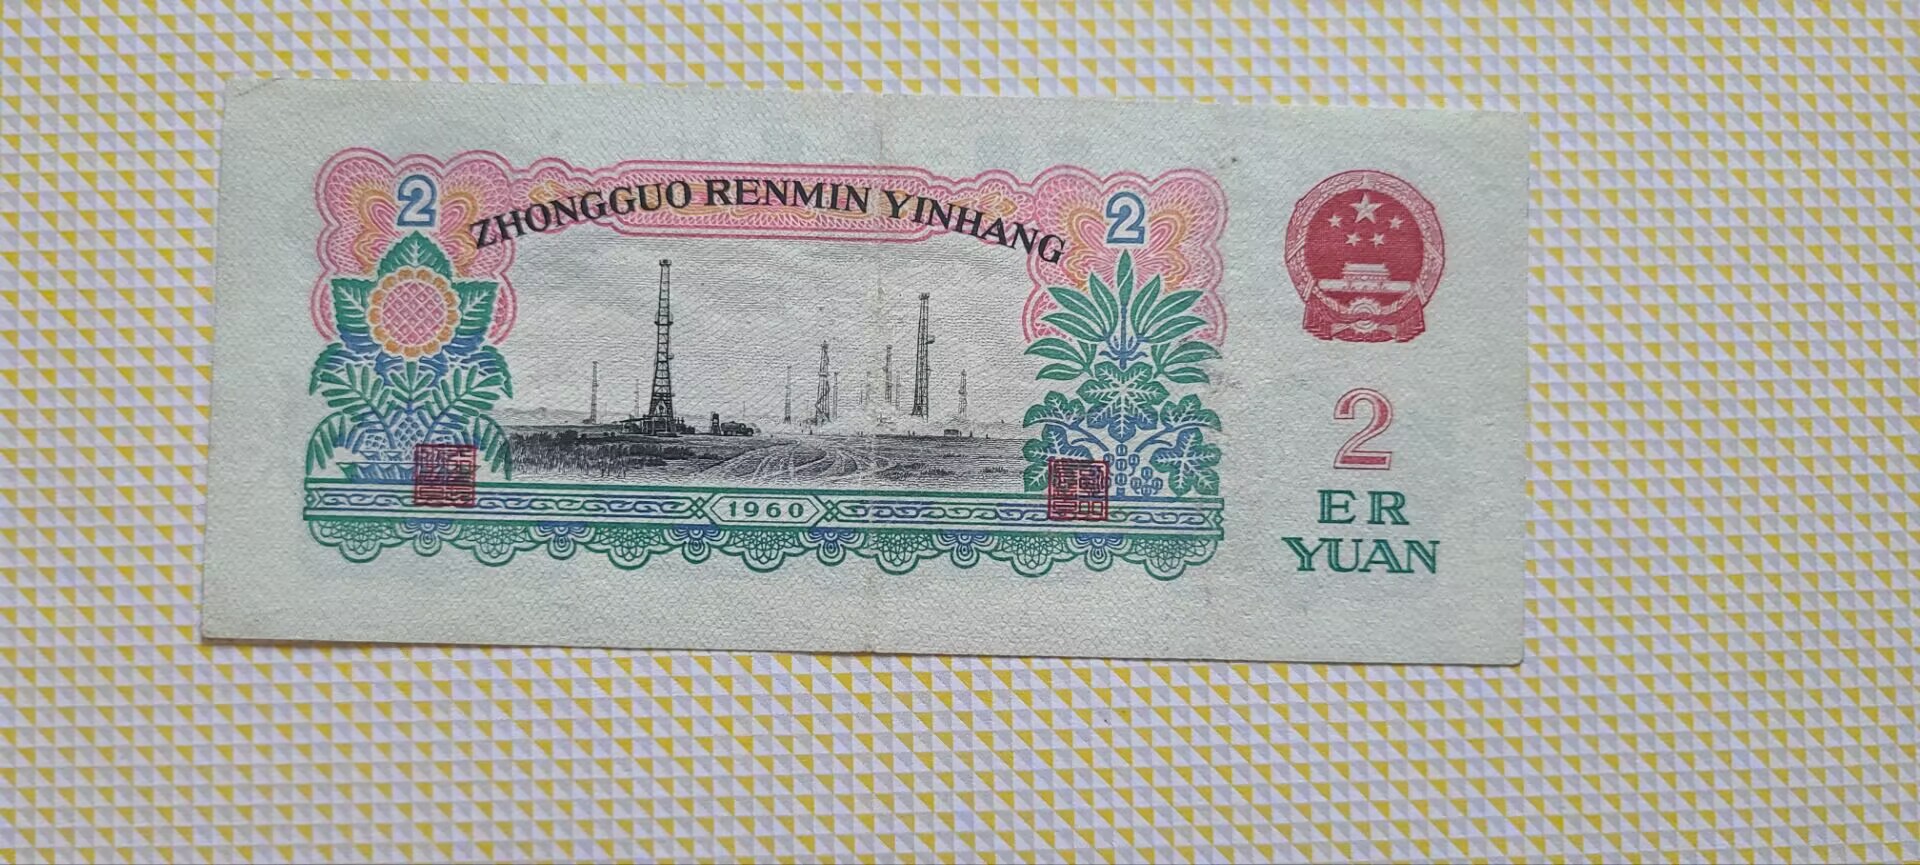 2
ZHONGGUO RENMIN YINHANG
2
1960
2
ER
YUAN